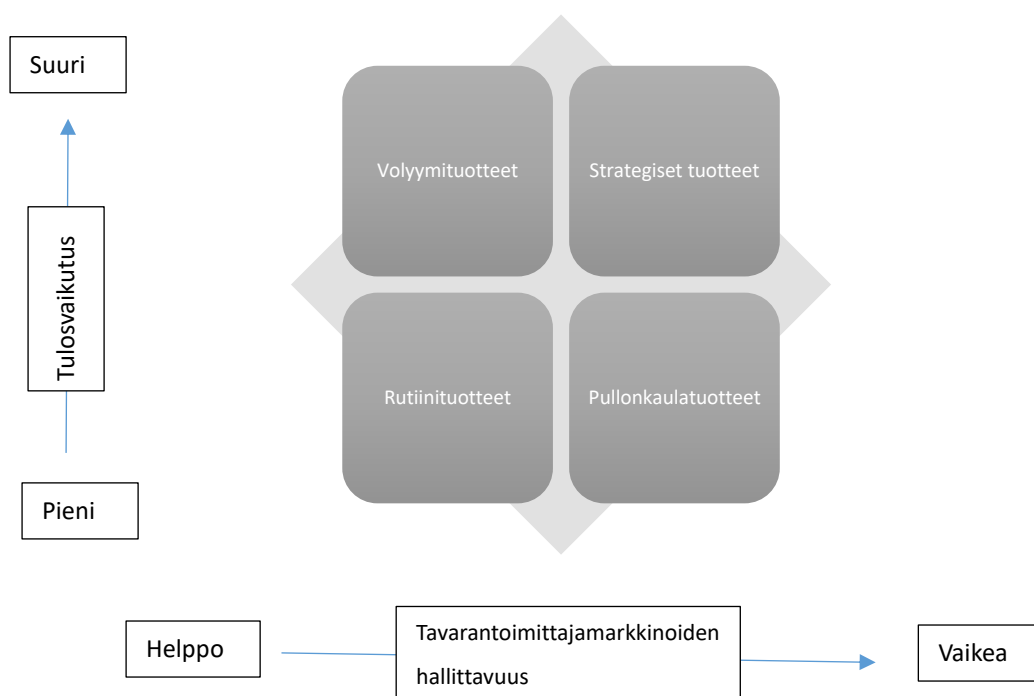 Suuri
Volyymituotteet
Strategiset tuotteet
Tulosvaikutus
Rutiinituotteet
Pullonkaulatuotteet
Pieni
Helppo
Tavarantoimittajamarkkinoiden
hallittavuus
Vaikea